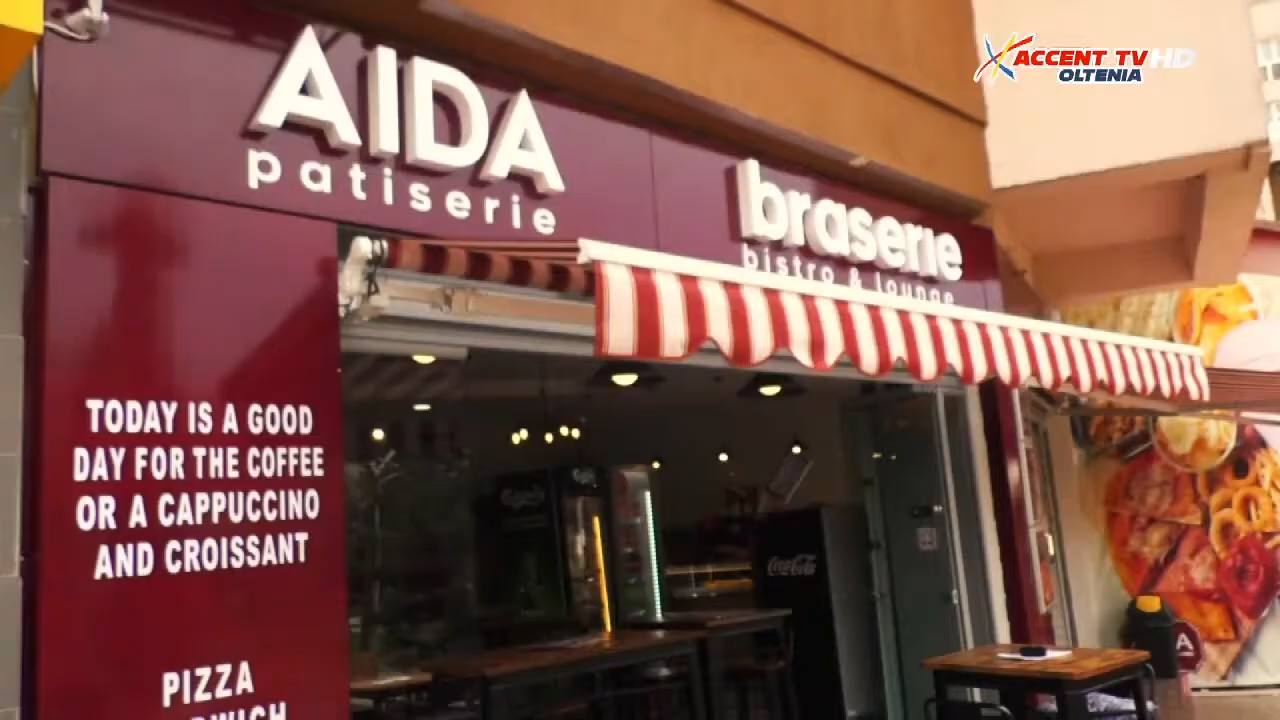 ACCENT TV HD
OLTENIA
AIDA
patiserie
braserie
bistro & lounge
TODAY IS A GOOD
DAY FOR THE COFFEE
OR A CAPPUCCINO
AND CROISSANT
PIZZA
Carlsberg
Coca-Cola
A